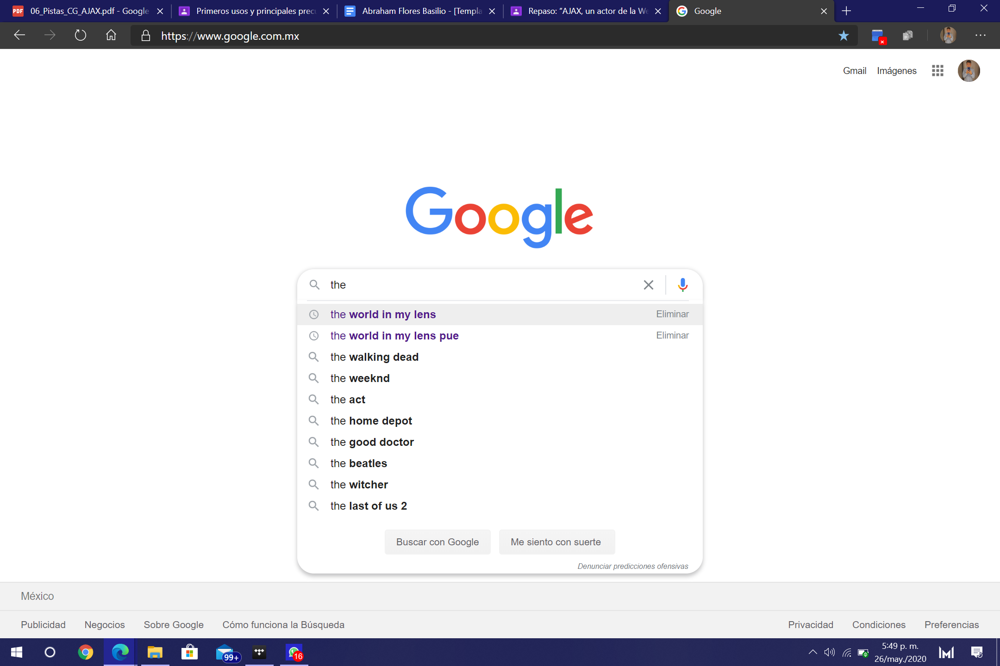 06_Pistas_CG_AJAX.pdf - Google
Primeros usos y principales prec
Abraham Flores Basilio - [Templa
Repaso: “AJAX, un actor de la We
Google
https://www.google.com.mx
Gmail Imágenes
Google
the
the world in my lens Eliminar
the world in my lens pue Eliminar
the walking dead
the weeknd
the act
the home depot
the good doctor
the beatles
the witcher
the last of us 2
Buscar con Google Me siento con suerte
Denunciar predicciones ofensivas
México
Publicidad Negocios Sobre Google Cómo funciona la Búsqueda Privacidad Condiciones Preferencias
99+
16
5:49 p. m.
26/may./2020
PDF